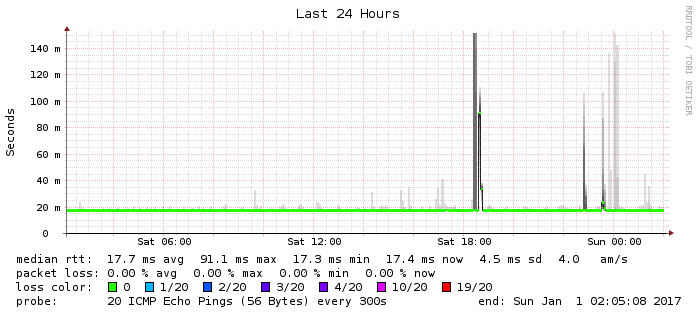 Last 24 Hours
RRDTOOL / TOBI OETIKER
Seconds
140 m
120 m
100 m
80 m
60 m
40 m
20 m
0
Sat 06:00 Sat 12:00 Sat 18:00 Sun 00:00
median rtt: 17.7 ms avg 91.1 ms max 17.3 ms min 17.4 ms now 4.5 ms sd 4.0 am/s
packet loss: 0.00 % avg 0.00 % max 0.00 % min 0.00 % now
loss color: 0 1/20 2/20 3/20 4/20 10/20 19/20
probe: 20 ICMP Echo Pings (56 Bytes) every 300s end: Sun Jan 1 02:05:08 2017